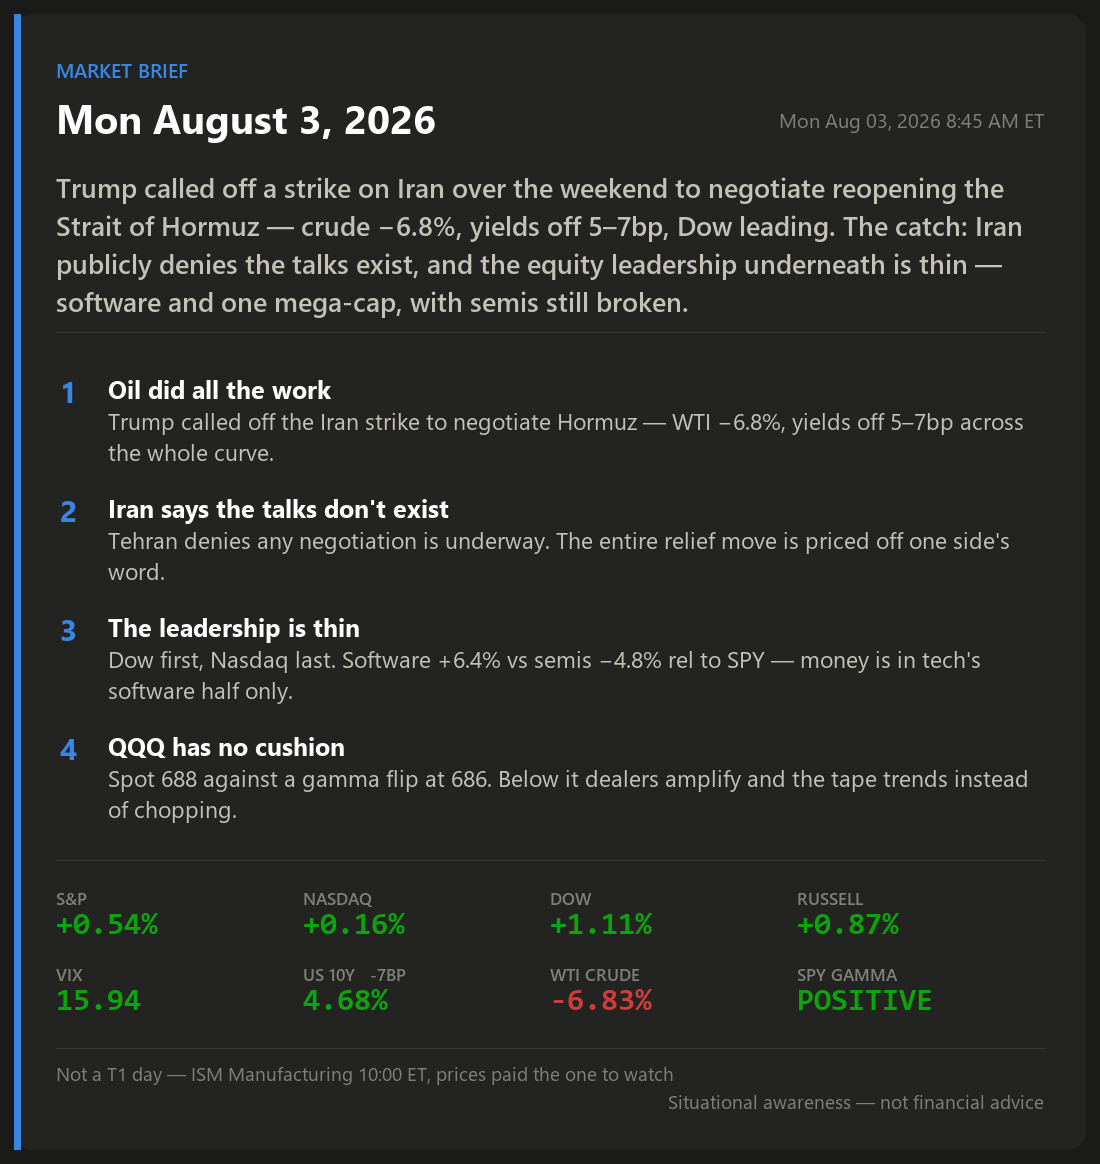 MARKET BRIEF
Mon August 3, 2026
Mon Aug 03, 2026 8:45 AM ET
Trump called off a strike on Iran over the weekend to negotiate reopening the
Strait of Hormuz — crude −6.8%, yields off 5–7bp, Dow leading. The catch: Iran
publicly denies the talks exist, and the equity leadership underneath is thin —
software and one mega-cap, with semis still broken.
1 Oil did all the work
Trump called off the Iran strike to negotiate Hormuz — WTI −6.8%, yields off 5–7bp across
the whole curve.
2 Iran says the talks don't exist
Tehran denies any negotiation is underway. The entire relief move is priced off one side's
word.
3 The leadership is thin
Dow first, Nasdaq last. Software +6.4% vs semis −4.8% rel to SPY — money is in tech's
software half only.
4 QQQ has no cushion
Spot 688 against a gamma flip at 686. Below it dealers amplify and the tape trends instead
of chopping.
S&P NASDAQ DOW RUSSELL
+0.54% +0.16% +1.11% +0.87%
VIX US 10Y -7BP WTI CRUDE SPY GAMMA
15.94 4.68% -6.83% POSITIVE
Not a T1 day — ISM Manufacturing 10:00 ET, prices paid the one to watch
Situational awareness — not financial advice